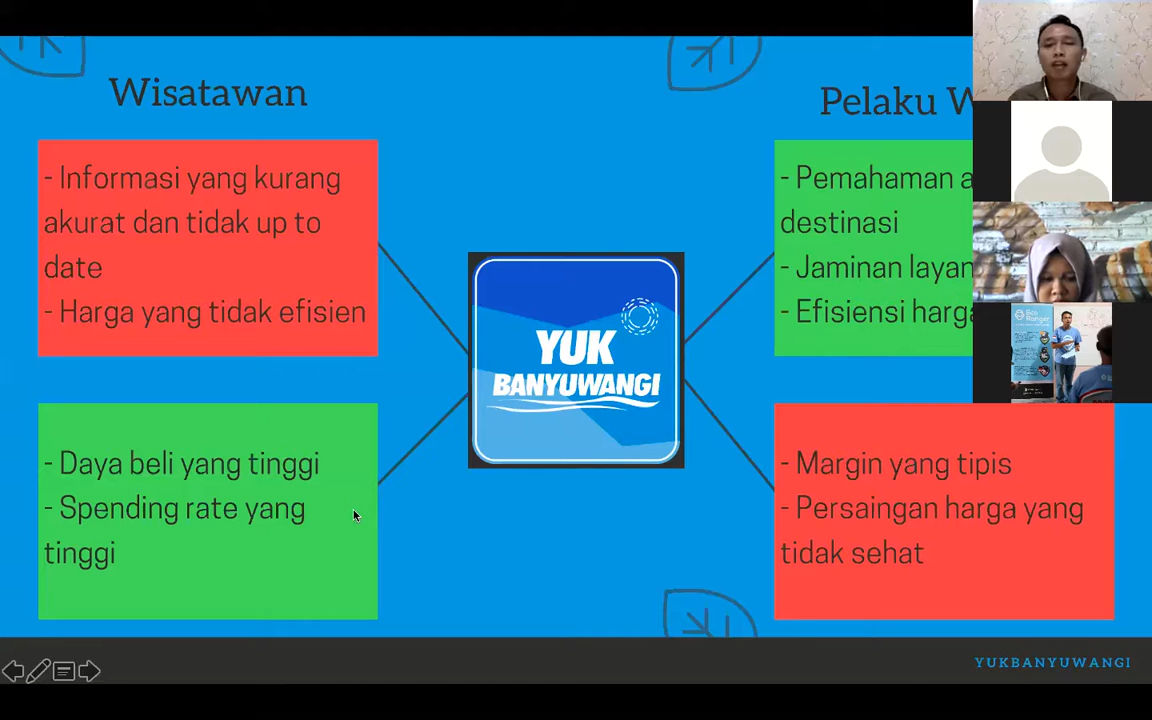 Wisatawan
- Informasi yang kurang
akurat dan tidak up to
date
- Harga yang tidak efisien
- Daya beli yang tinggi
- Spending rate yang
tinggi
YUK
BANYUWANGI
Pelaku
- Pemahaman
destinasi
- Jaminan
- Efisiensi
- Margin yang tipis
- Persaingan harga yang
tidak sehat
Eco
Ranger
YUKBANYUWANGI